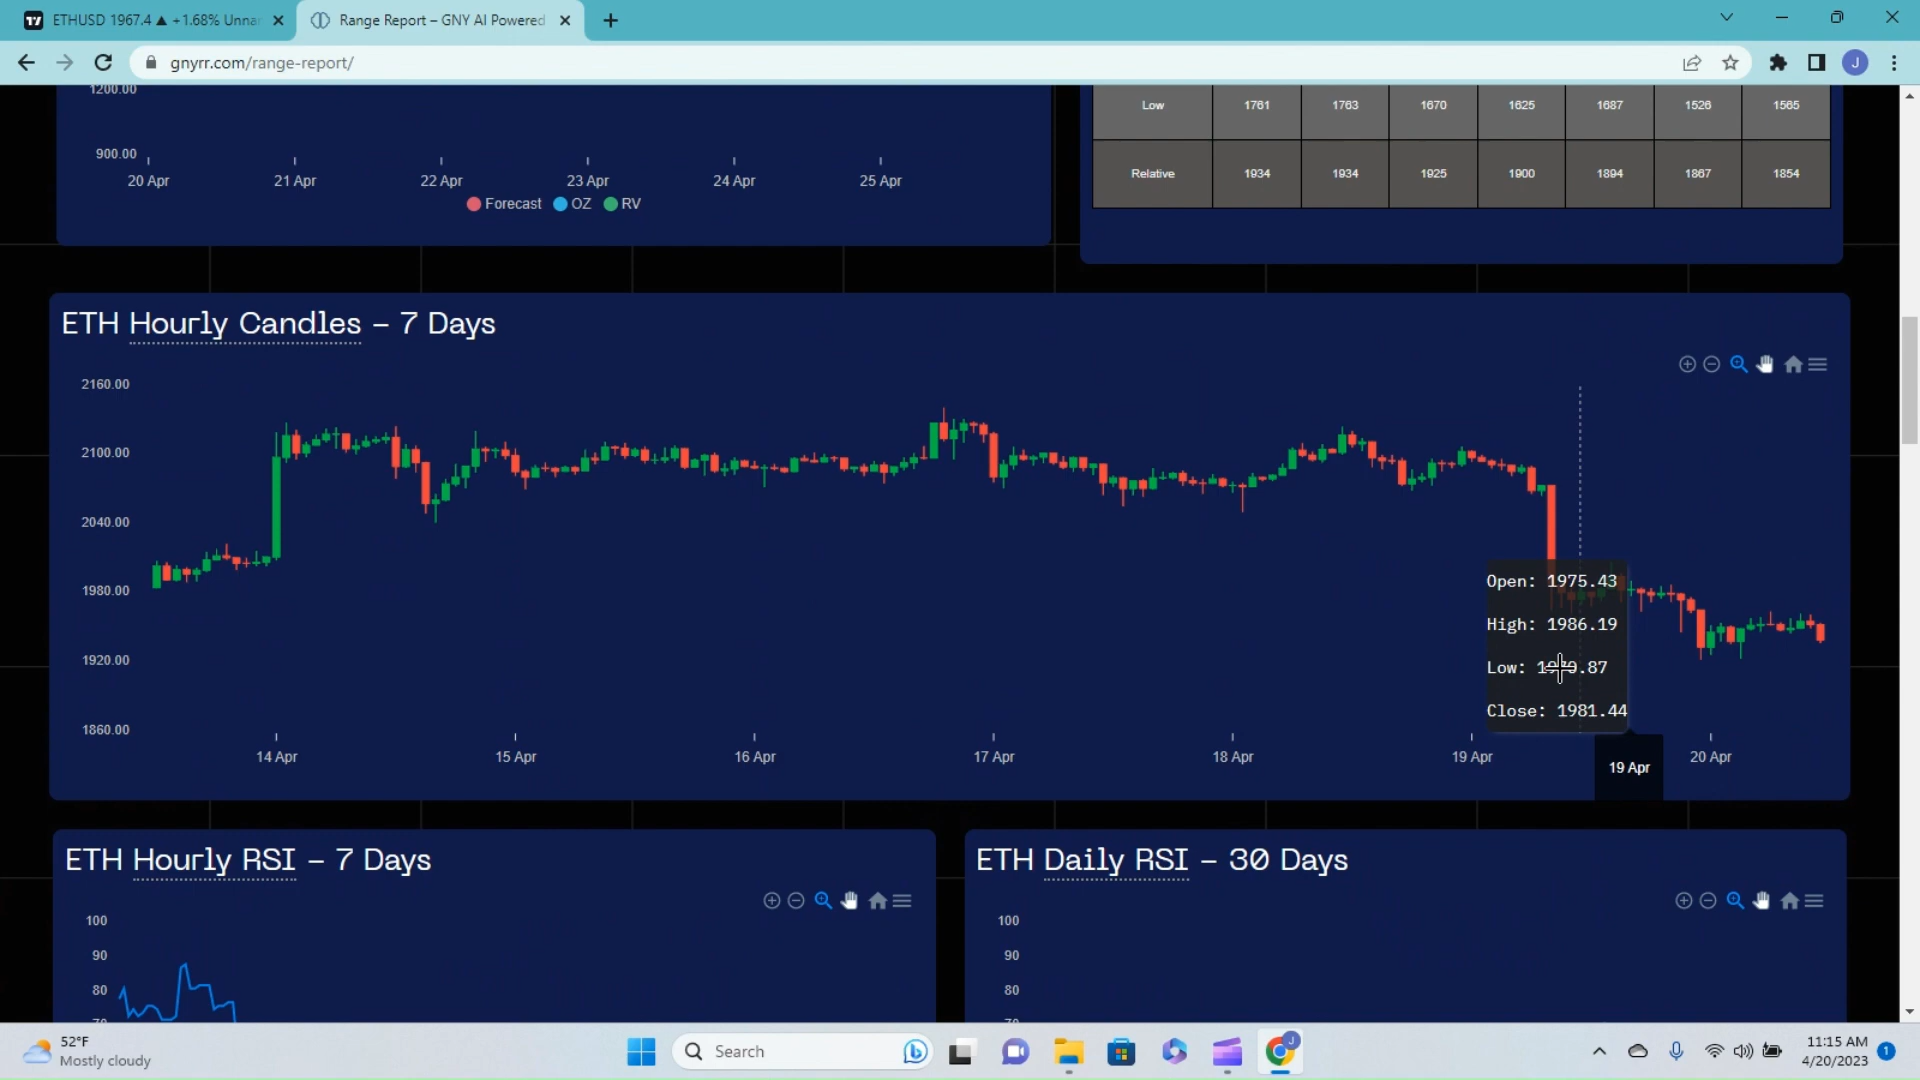 ETHUSD 1967.4 ▲ +1.68% Unna
Range Report – GNY AI Powered
gnyrr.com/range-report/
J
1200.00
900.00
20 Apr 21 Apr 22 Apr 23 Apr 24 Apr 25 Apr
Forecast OZ RV
Low 1761 1763 1670 1625 1687 1526 1565
Relative 1934 1934 1925 1900 1894 1867 1854
ETH Hourly Candles – 7 Days
2160.00
2100.00
2040.00
1980.00
1920.00
1860.00
Open: 1975.43
High: 1986.19
Low: .87
Close: 1981.44
14 Apr 15 Apr 16 Apr 17 Apr 18 Apr 19 Apr 20 Apr
19 Apr
ETH Hourly RSI – 7 Days
100
90
80
70
ETH Daily RSI – 30 Days
100
90
80
70
52°F
Mostly cloudy
Search
J
11:15 AM
4/20/2023
1